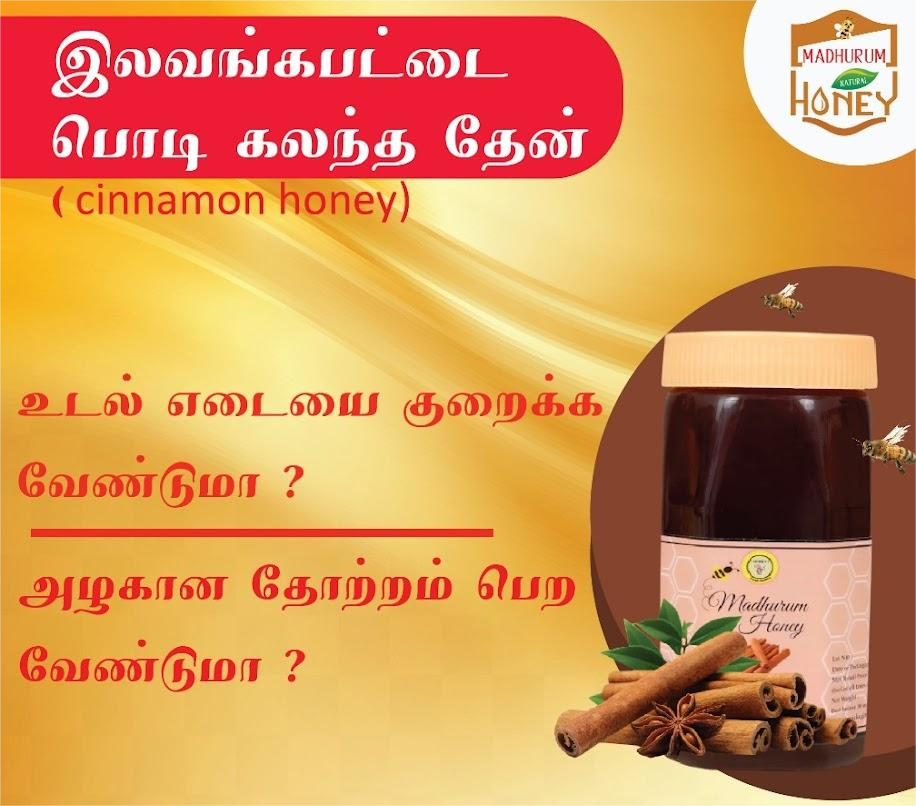 இலவங்கபட்டை
பொடி கலந்த தேன்
( cinnamon honey)
MADHURUM
NATURAL
HONEY
உடல் எடையை குறைக்க
வேண்டுமா ?
அழகான தோற்றம் பெற
வேண்டுமா ?
Madhurum
Honey